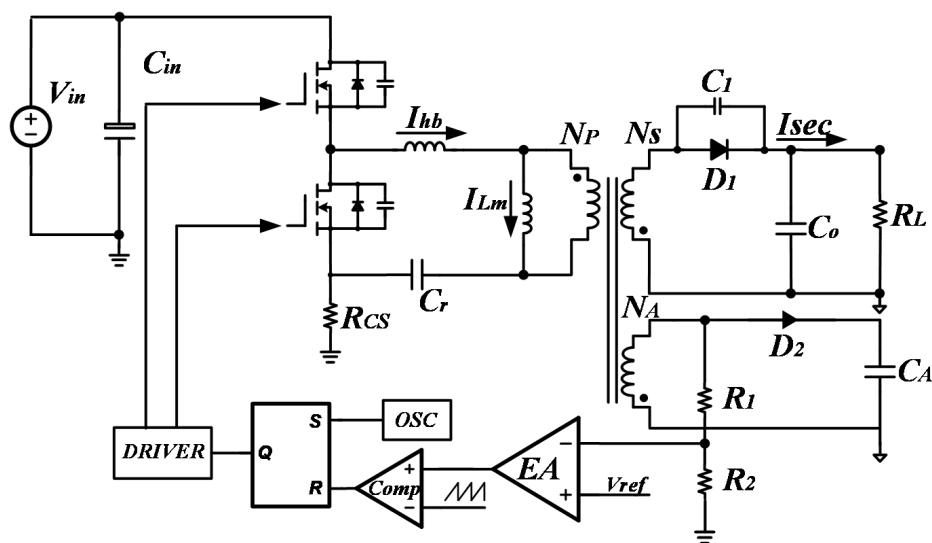 Vin
Cin
Ihb
ILm
Cr
RCS
NP
NS
C1
D1
Isec
Co
RL
NA
D2
CA
R1
R2
DRIVER
Q
S
R
OSC
Comp
+
−
EA
−
+
Vref